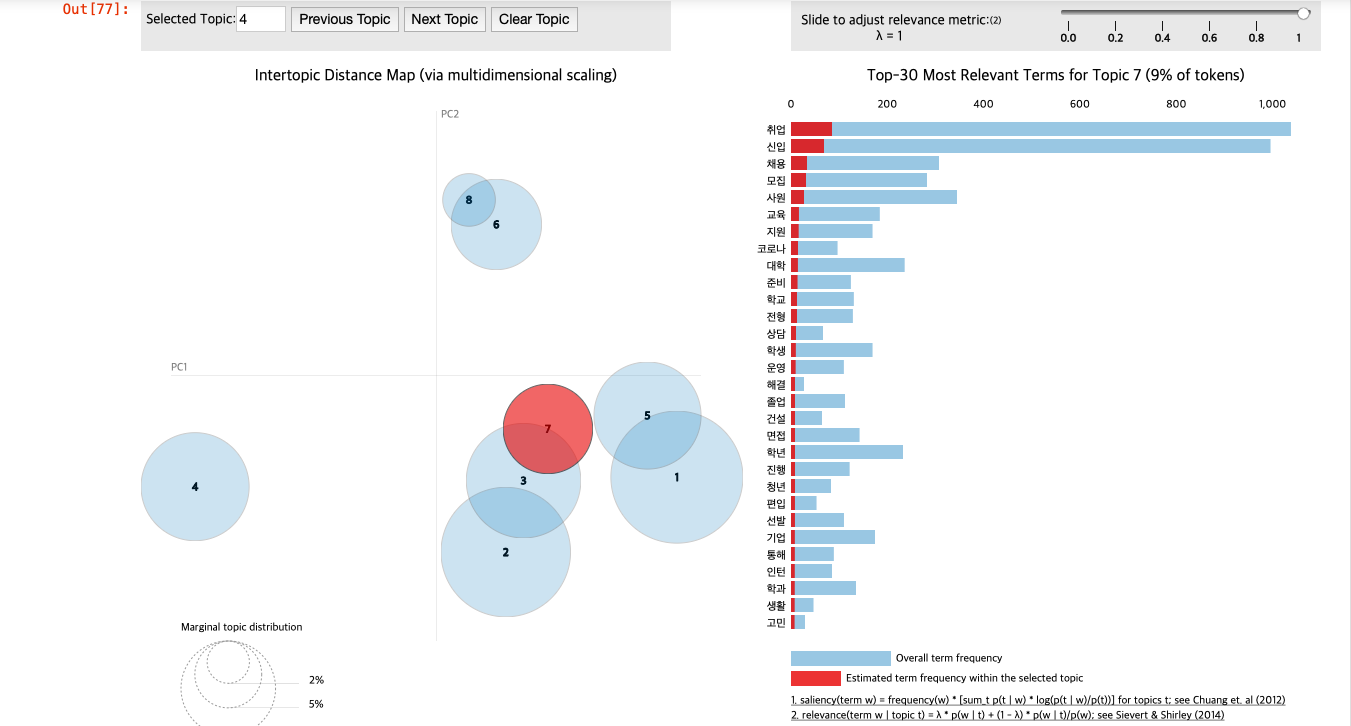 Out[77]:
Selected Topic: 4 Previous Topic Next Topic Clear Topic
Slide to adjust relevance metric:(2)
λ = 1
0.0 0.2 0.4 0.6 0.8 1
Intertopic Distance Map (via multidimensional scaling)
PC2
PC1
8
6
5
7
1
3
4
2
Marginal topic distribution
2%
5%
Top-30 Most Relevant Terms for Topic 7 (9% of tokens)
0 200 400 600 800 1,000
취업
신입
채용
모집
사원
교육
지원
코로나
대학
준비
학교
전형
상담
학생
운영
해결
졸업
건설
면접
학년
진행
청년
편입
선발
기업
통해
인턴
학과
생활
고민
Overall term frequency
Estimated term frequency within the selected topic
1. saliency(term w) = frequency(w) * [sum_t p(t | w) * log(p(t | w)/p(t))] for topics t; see Chuang et. al (2012)
2. relevance(term w | topic t) = λ * p(w | t) + (1 - λ) * p(w | t)/p(w); see Sievert & Shirley (2014)